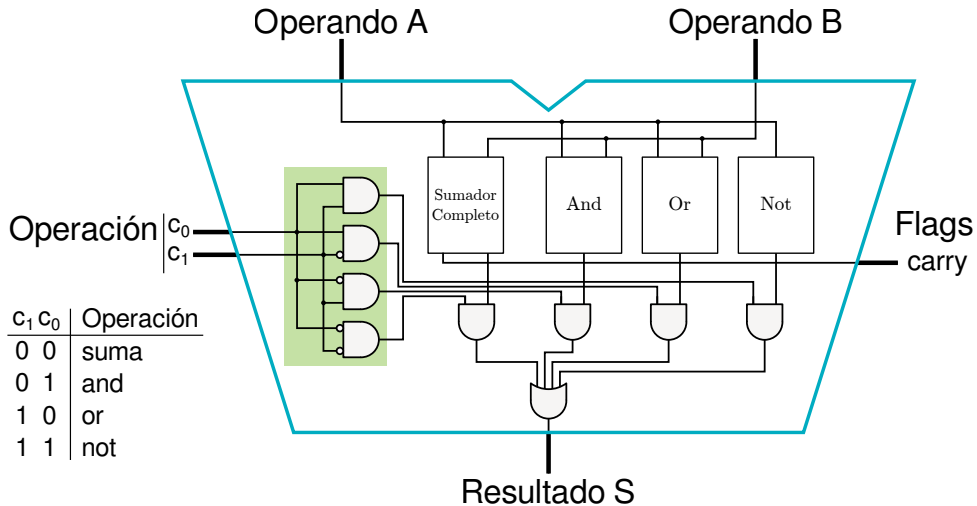 Operando A
Operando B
Sumador
Completo
And
Or
Not
Operación
c₀
c₁
Flags
carry
c₁ c₀ Operación
0 0 suma
0 1 and
1 0 or
1 1 not
Resultado S